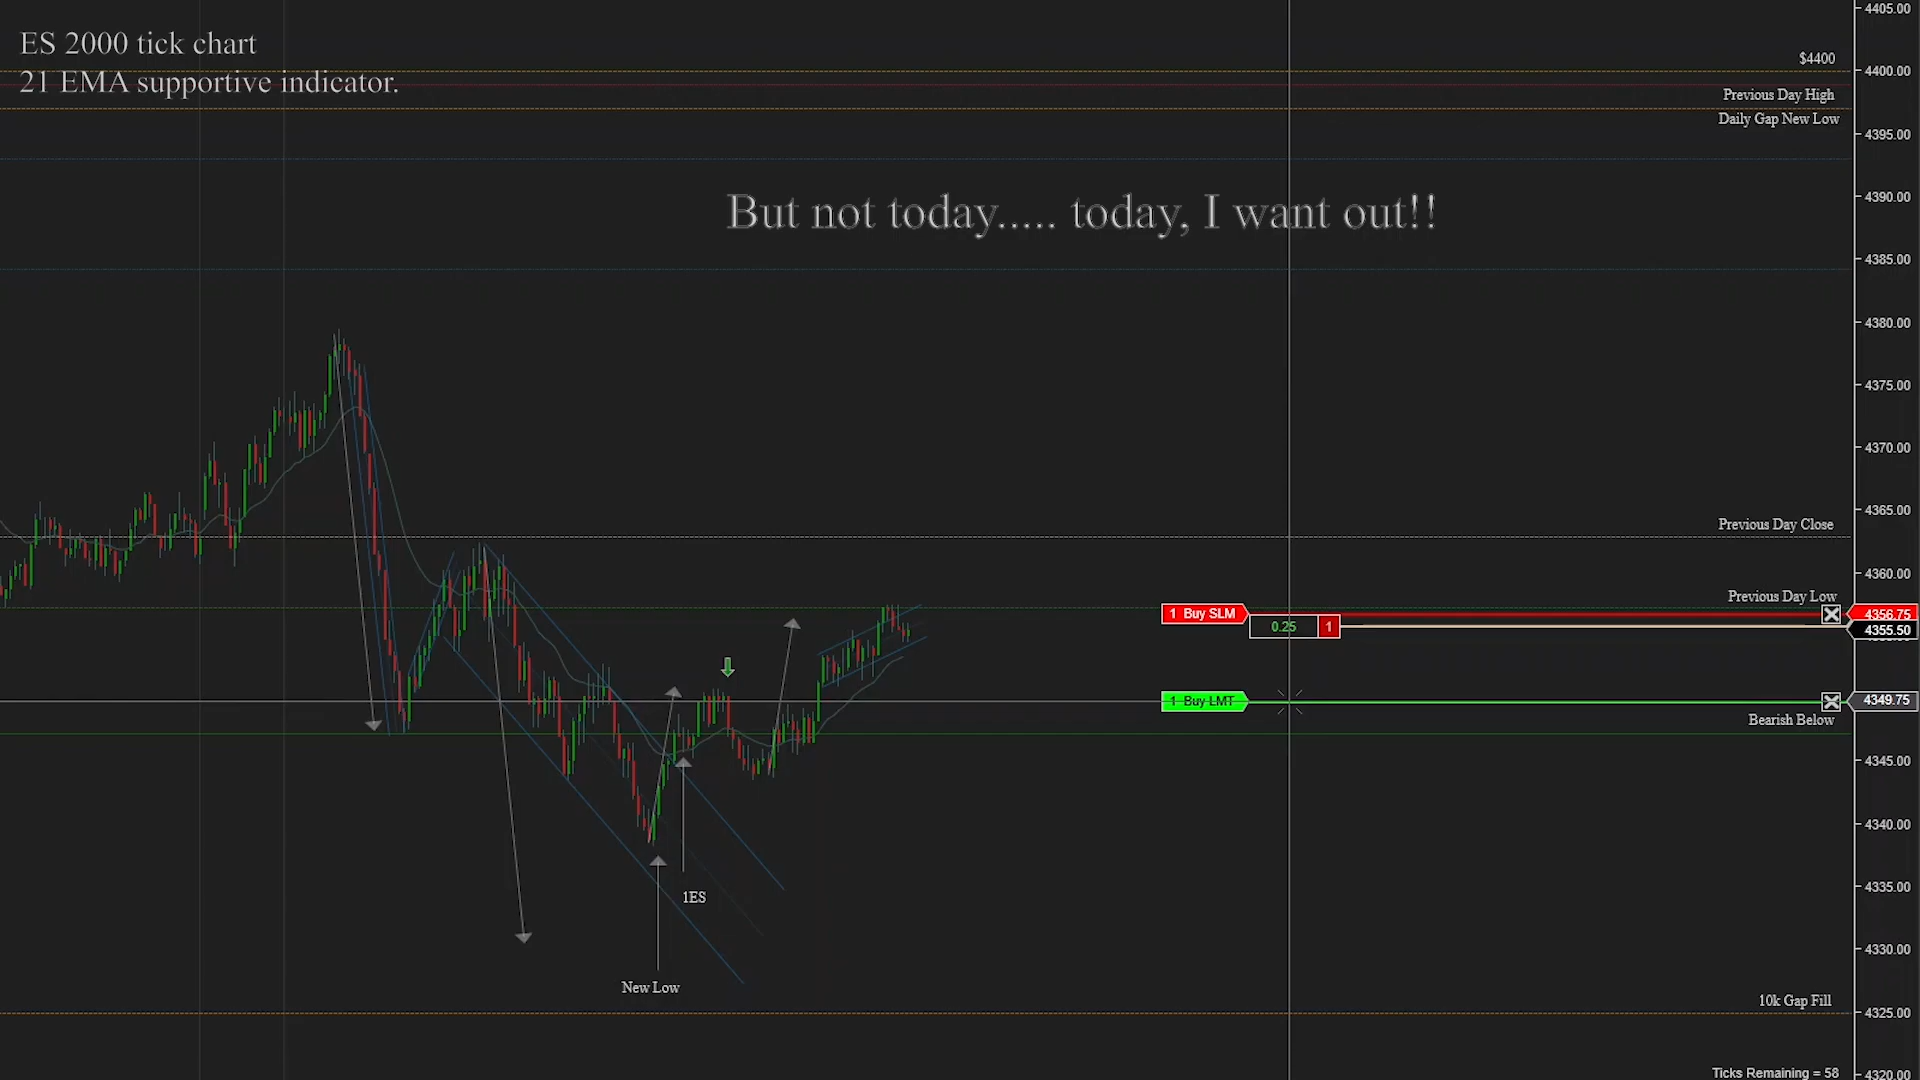 ES 2000 tick chart
21 EMA supportive indicator.
But not today..... today, I want out!!
$4400
Previous Day High
Daily Gap New Low
Previous Day Close
Previous Day Low
1 Buy SLM
0.25 1
1 Buy LMT
Bearish Below
1ES
New Low
10k Gap Fill
Ticks Remaining = 58
4405.00
4400.00
4395.00
4390.00
4385.00
4380.00
4375.00
4370.00
4365.00
4360.00
4356.75
4355.50
4349.75
4345.00
4340.00
4335.00
4330.00
4325.00
4320.00